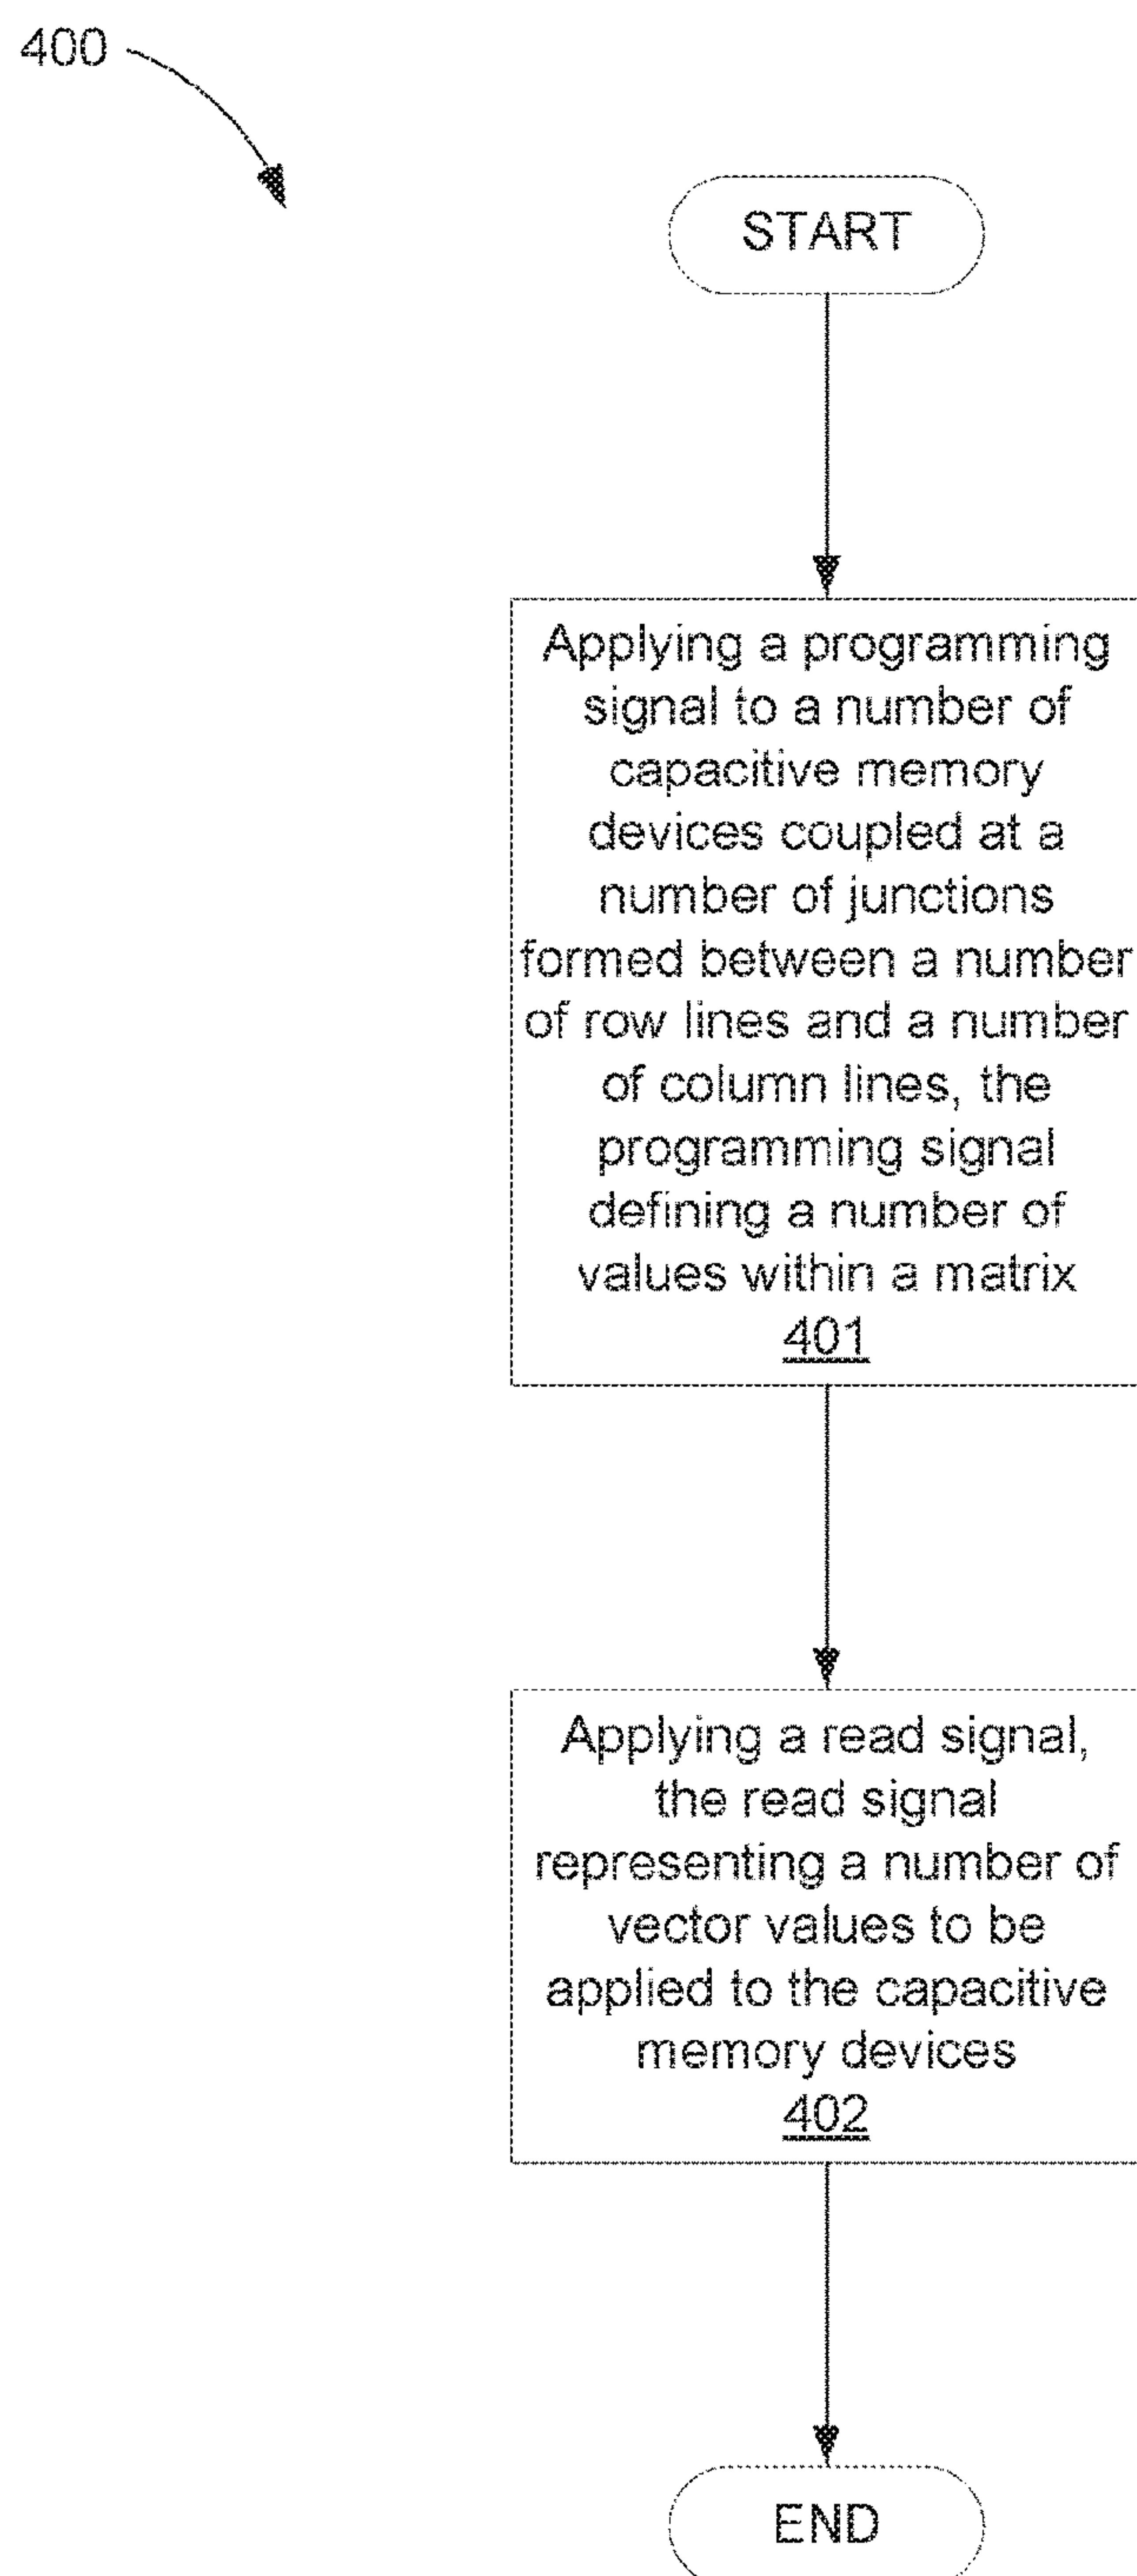 400
START
Applying a programming
signal to a number of
capacitive memory
devices coupled at a
number of junctions
formed between a number
of row lines and a number
of column lines, the
programming signal
defining a number of
values within a matrix
401
Applying a read signal,
the read signal
representing a number of
vector values to be
applied to the capacitive
memory devices
402
END